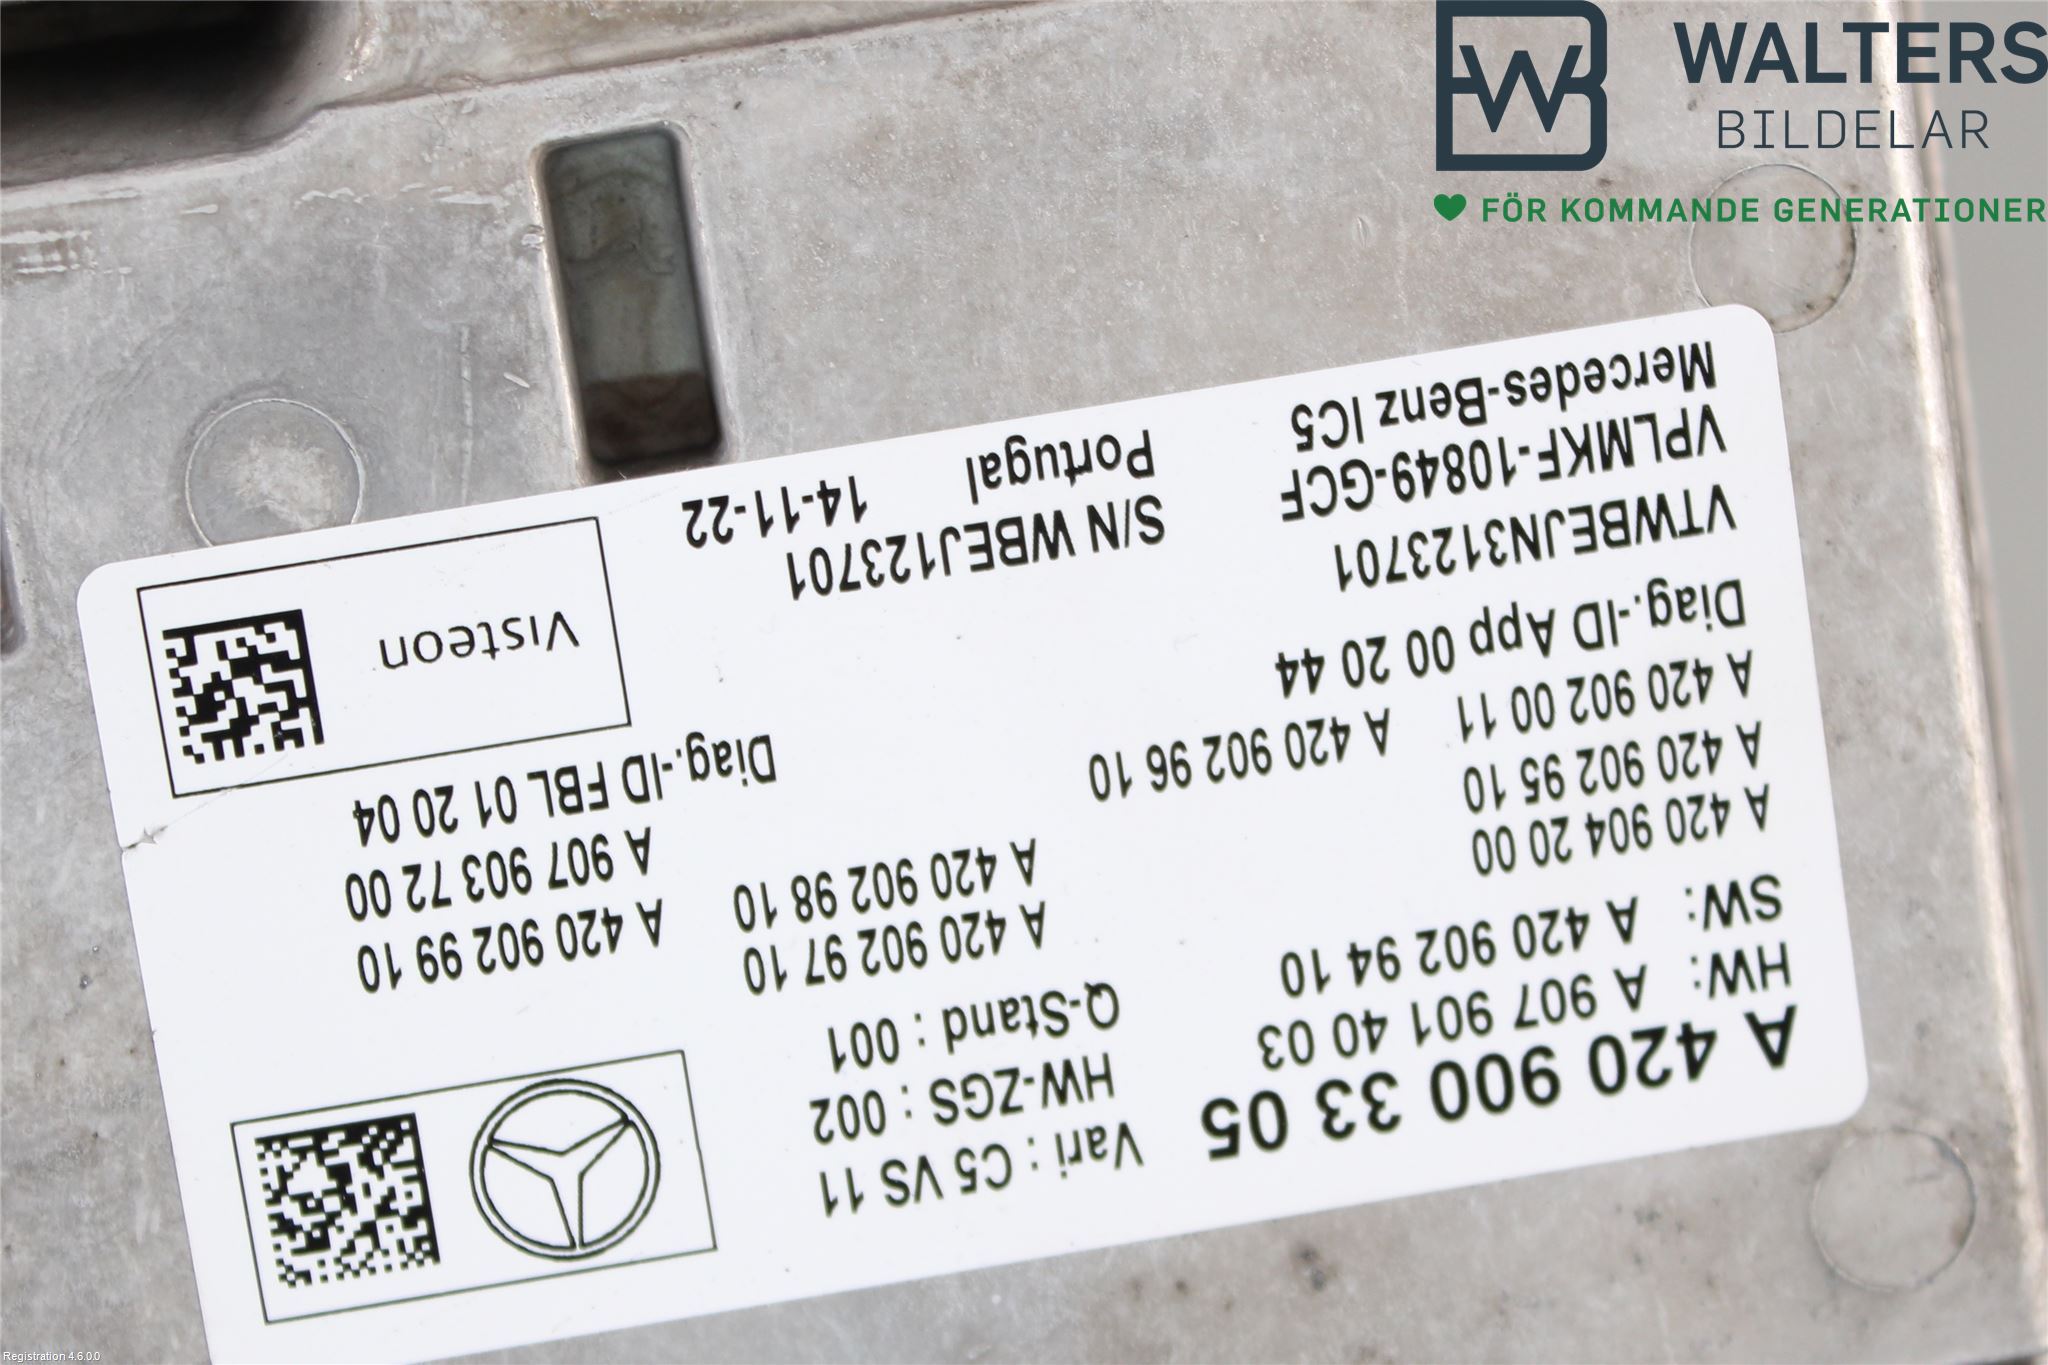 WALTERS
BILDELAR
FÖR KOMMANDE GENERATIONER
A 420 900 33 05
Vari : C5 VS 11
HW: A 907 901 40 03
HW-ZGS : 002
SW: A 420 902 94 10
Q-Stand : 001
A 420 904 20 00
A 420 902 97 10
A 420 902 99 10
A 420 902 95 10
A 420 902 98 10
A 907 903 72 00
A 420 902 00 11
A 420 902 96 10
Diag.-ID FBL 01 20 04
Diag.-ID App 00 20 44
VTWBEJN3123701
S/N WBEJ123701
Visteon
VPLMKF-10849-GCF
Portugal
14-11-22
Mercedes-Benz IC5
Registration 4.6.0.0